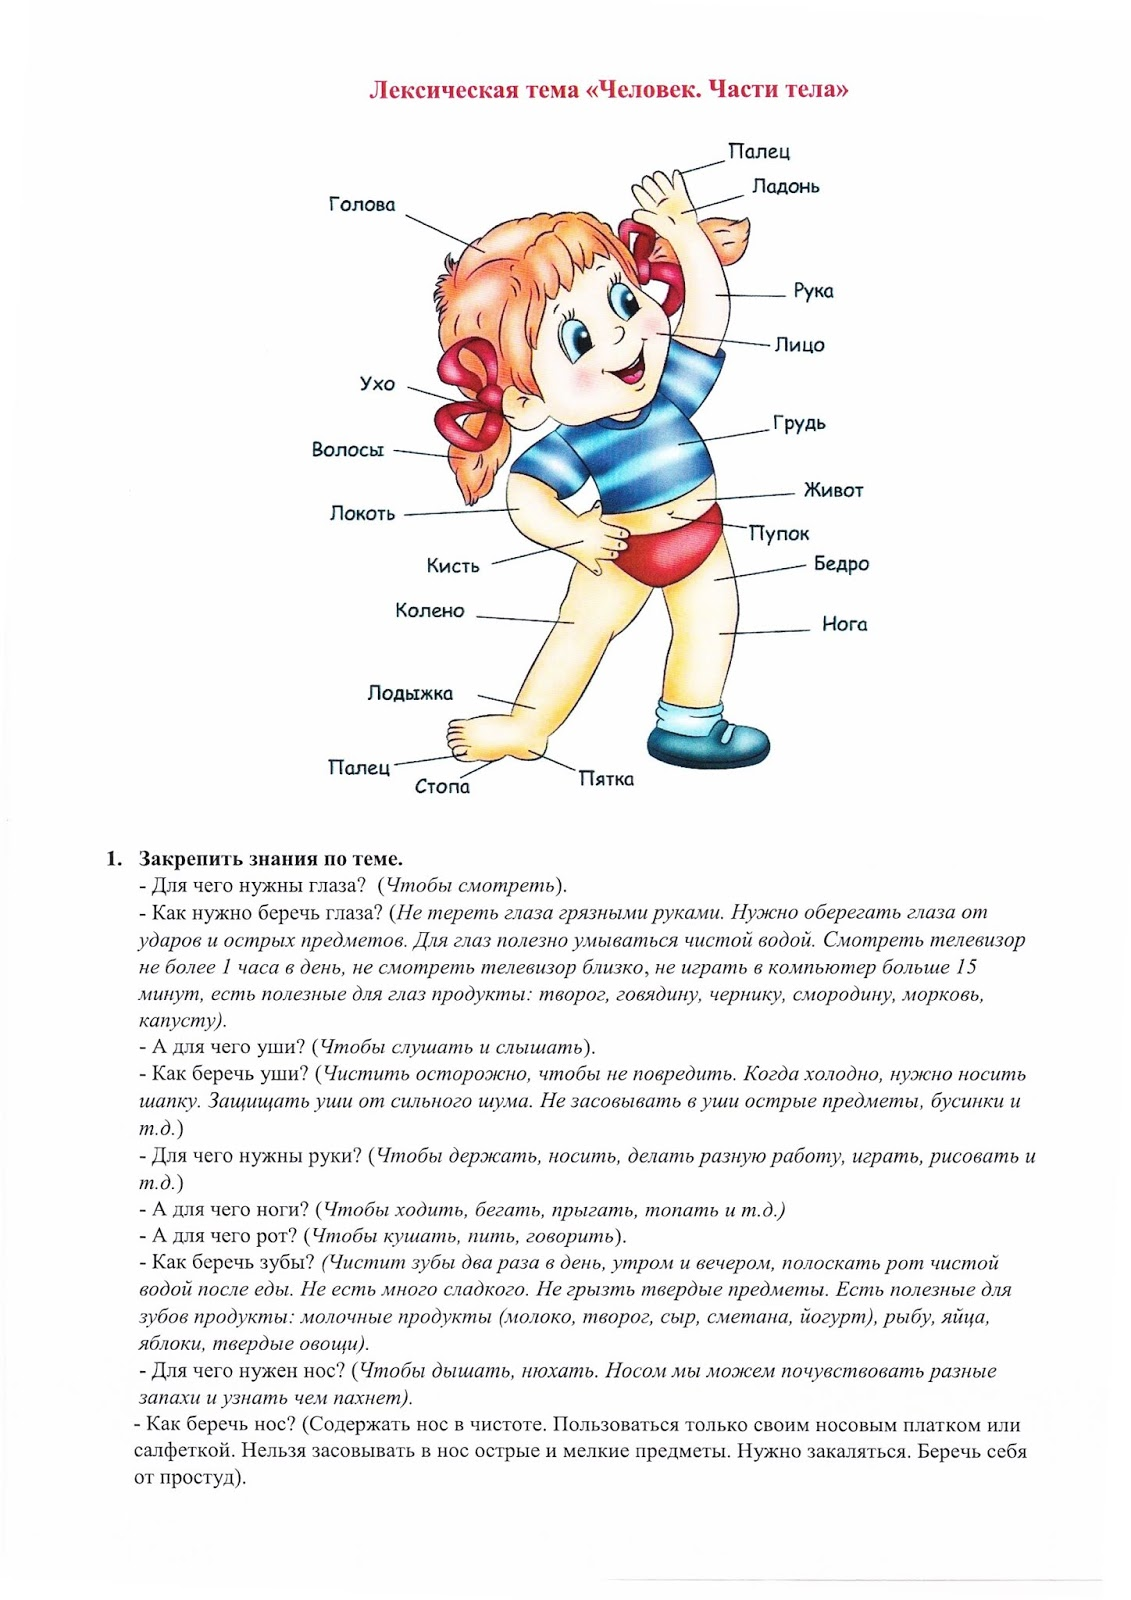 Лексическая тема «Человек. Части тела»
Палец
Ладонь
Голова
Рука
Лицо
Ухо
Грудь
Волосы
Живот
Локоть
Пупок
Кисть
Бедро
Колено
Нога
Лодыжка
Палец
Стопа
Пятка
1. Закрепить знания по теме.
- Для чего нужны глаза? (Чтобы смотреть).
- Как нужно беречь глаза? (Не тереть глаза грязными руками. Нужно оберегать глаза от
ударов и острых предметов. Для глаз полезно умываться чистой водой. Смотреть телевизор
не более 1 часа в день, не смотреть телевизор близко, не играть в компьютер больше 15
минут, есть полезные для глаз продукты: творог, говядину, чернику, смородину, морковь,
капусту).
- А для чего уши? (Чтобы слушать и слышать).
- Как беречь уши? (Чистить осторожно, чтобы не повредить. Когда холодно, нужно носить
шапку. Защищать уши от сильного шума. Не засовывать в уши острые предметы, бусинки и
т.д.)
- Для чего нужны руки? (Чтобы держать, носить, делать разную работу, играть, рисовать и
т.д.)
- А для чего ноги? (Чтобы ходить, бегать, прыгать, топать и т.д.)
- А для чего рот? (Чтобы кушать, пить, говорить).
- Как беречь зубы? (Чистит зубы два раза в день, утром и вечером, полоскать рот чистой
водой после еды. Не есть много сладкого. Не грызть твердые предметы. Есть полезные для
зубов продукты: молочные продукты (молоко, творог, сыр, сметана, йогурт), рыбу, яйца,
яблоки, твердые овощи).
- Для чего нужен нос? (Чтобы дышать, нюхать. Носом мы можем почувствовать разные
запахи и узнать чем пахнет).
- Как беречь нос? (Содержать нос в чистоте. Пользоваться только своим носовым платком или
салфеткой. Нельзя засовывать в нос острые и мелкие предметы. Нужно закаляться. Беречь себя
от простуд).